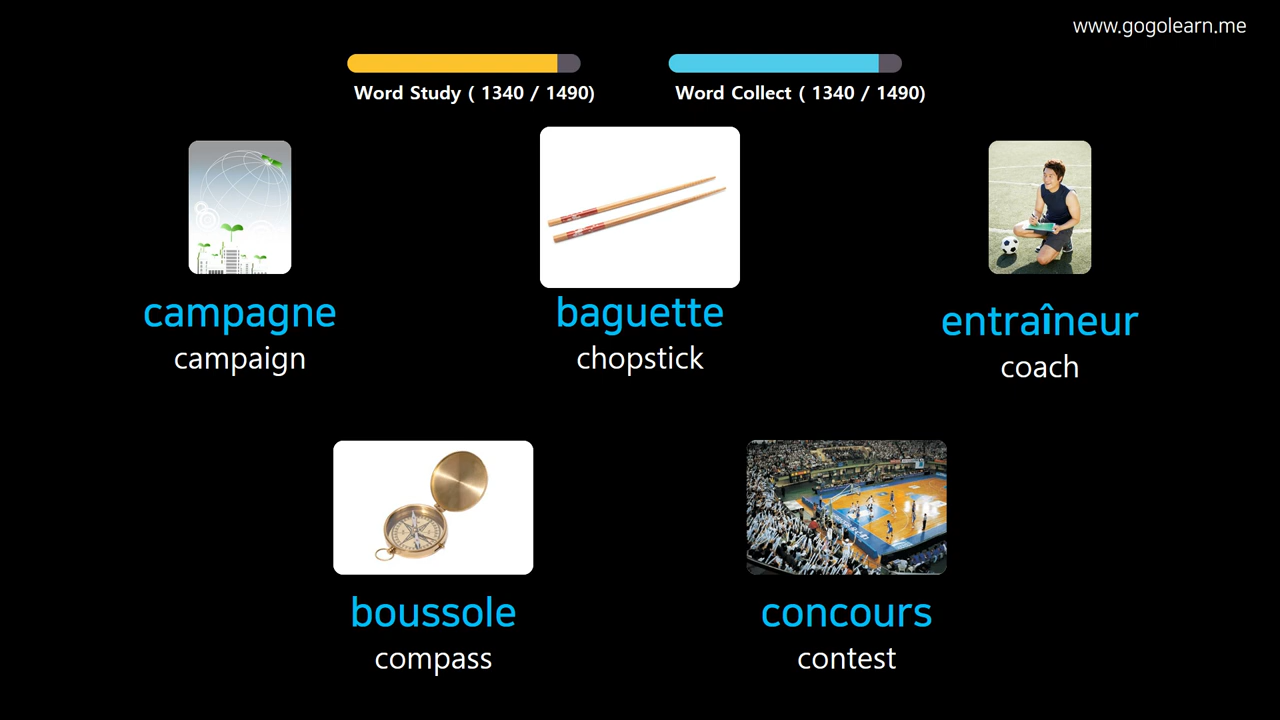 www.gogolearn.me
Word Study ( 1340 / 1490)
Word Collect ( 1340 / 1490)
campagne
campaign
baguette
chopstick
entraîneur
coach
boussole
compass
concours
contest